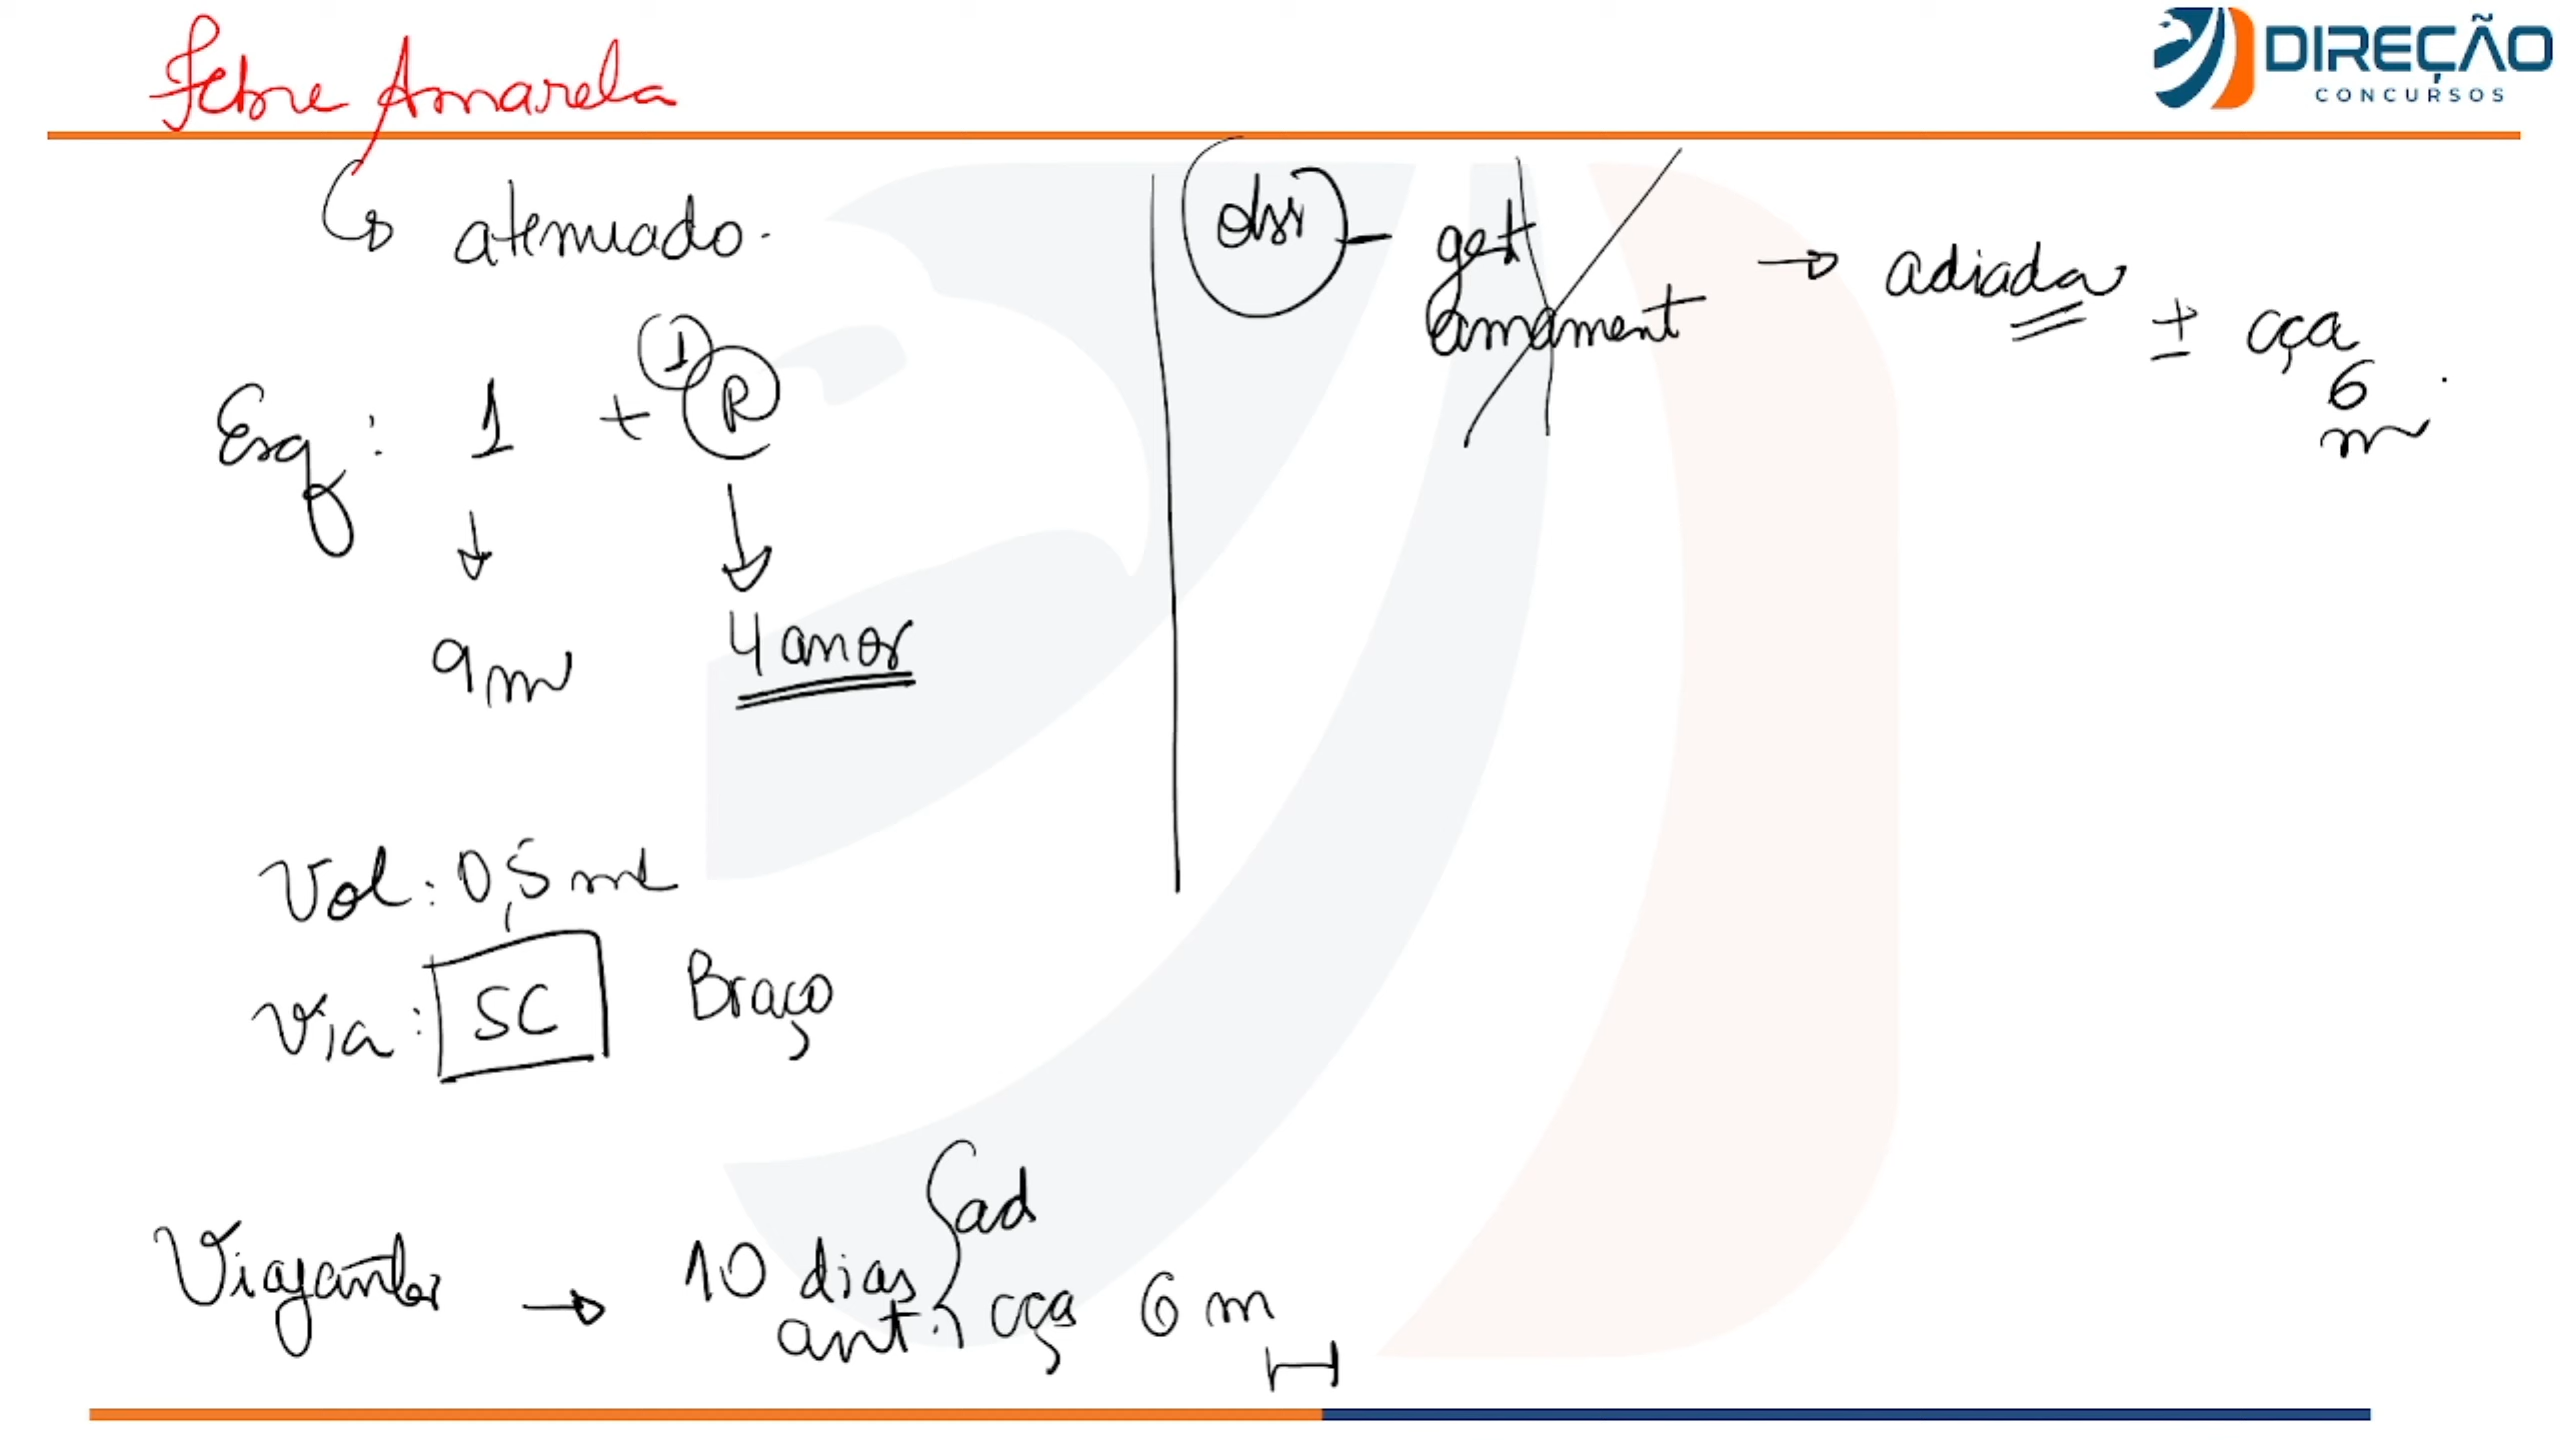 DIREÇÃO
CONCURSOS
Febre Amarela
atenuado.
Esq: 1 + 1 R
9m 4 anos
Vol: 0,5 ml
Via: SC Braço
Viajantes → 10 dias ant. { ad
cças 6 m
obs - gest
amament → adiada ± cça 6 m